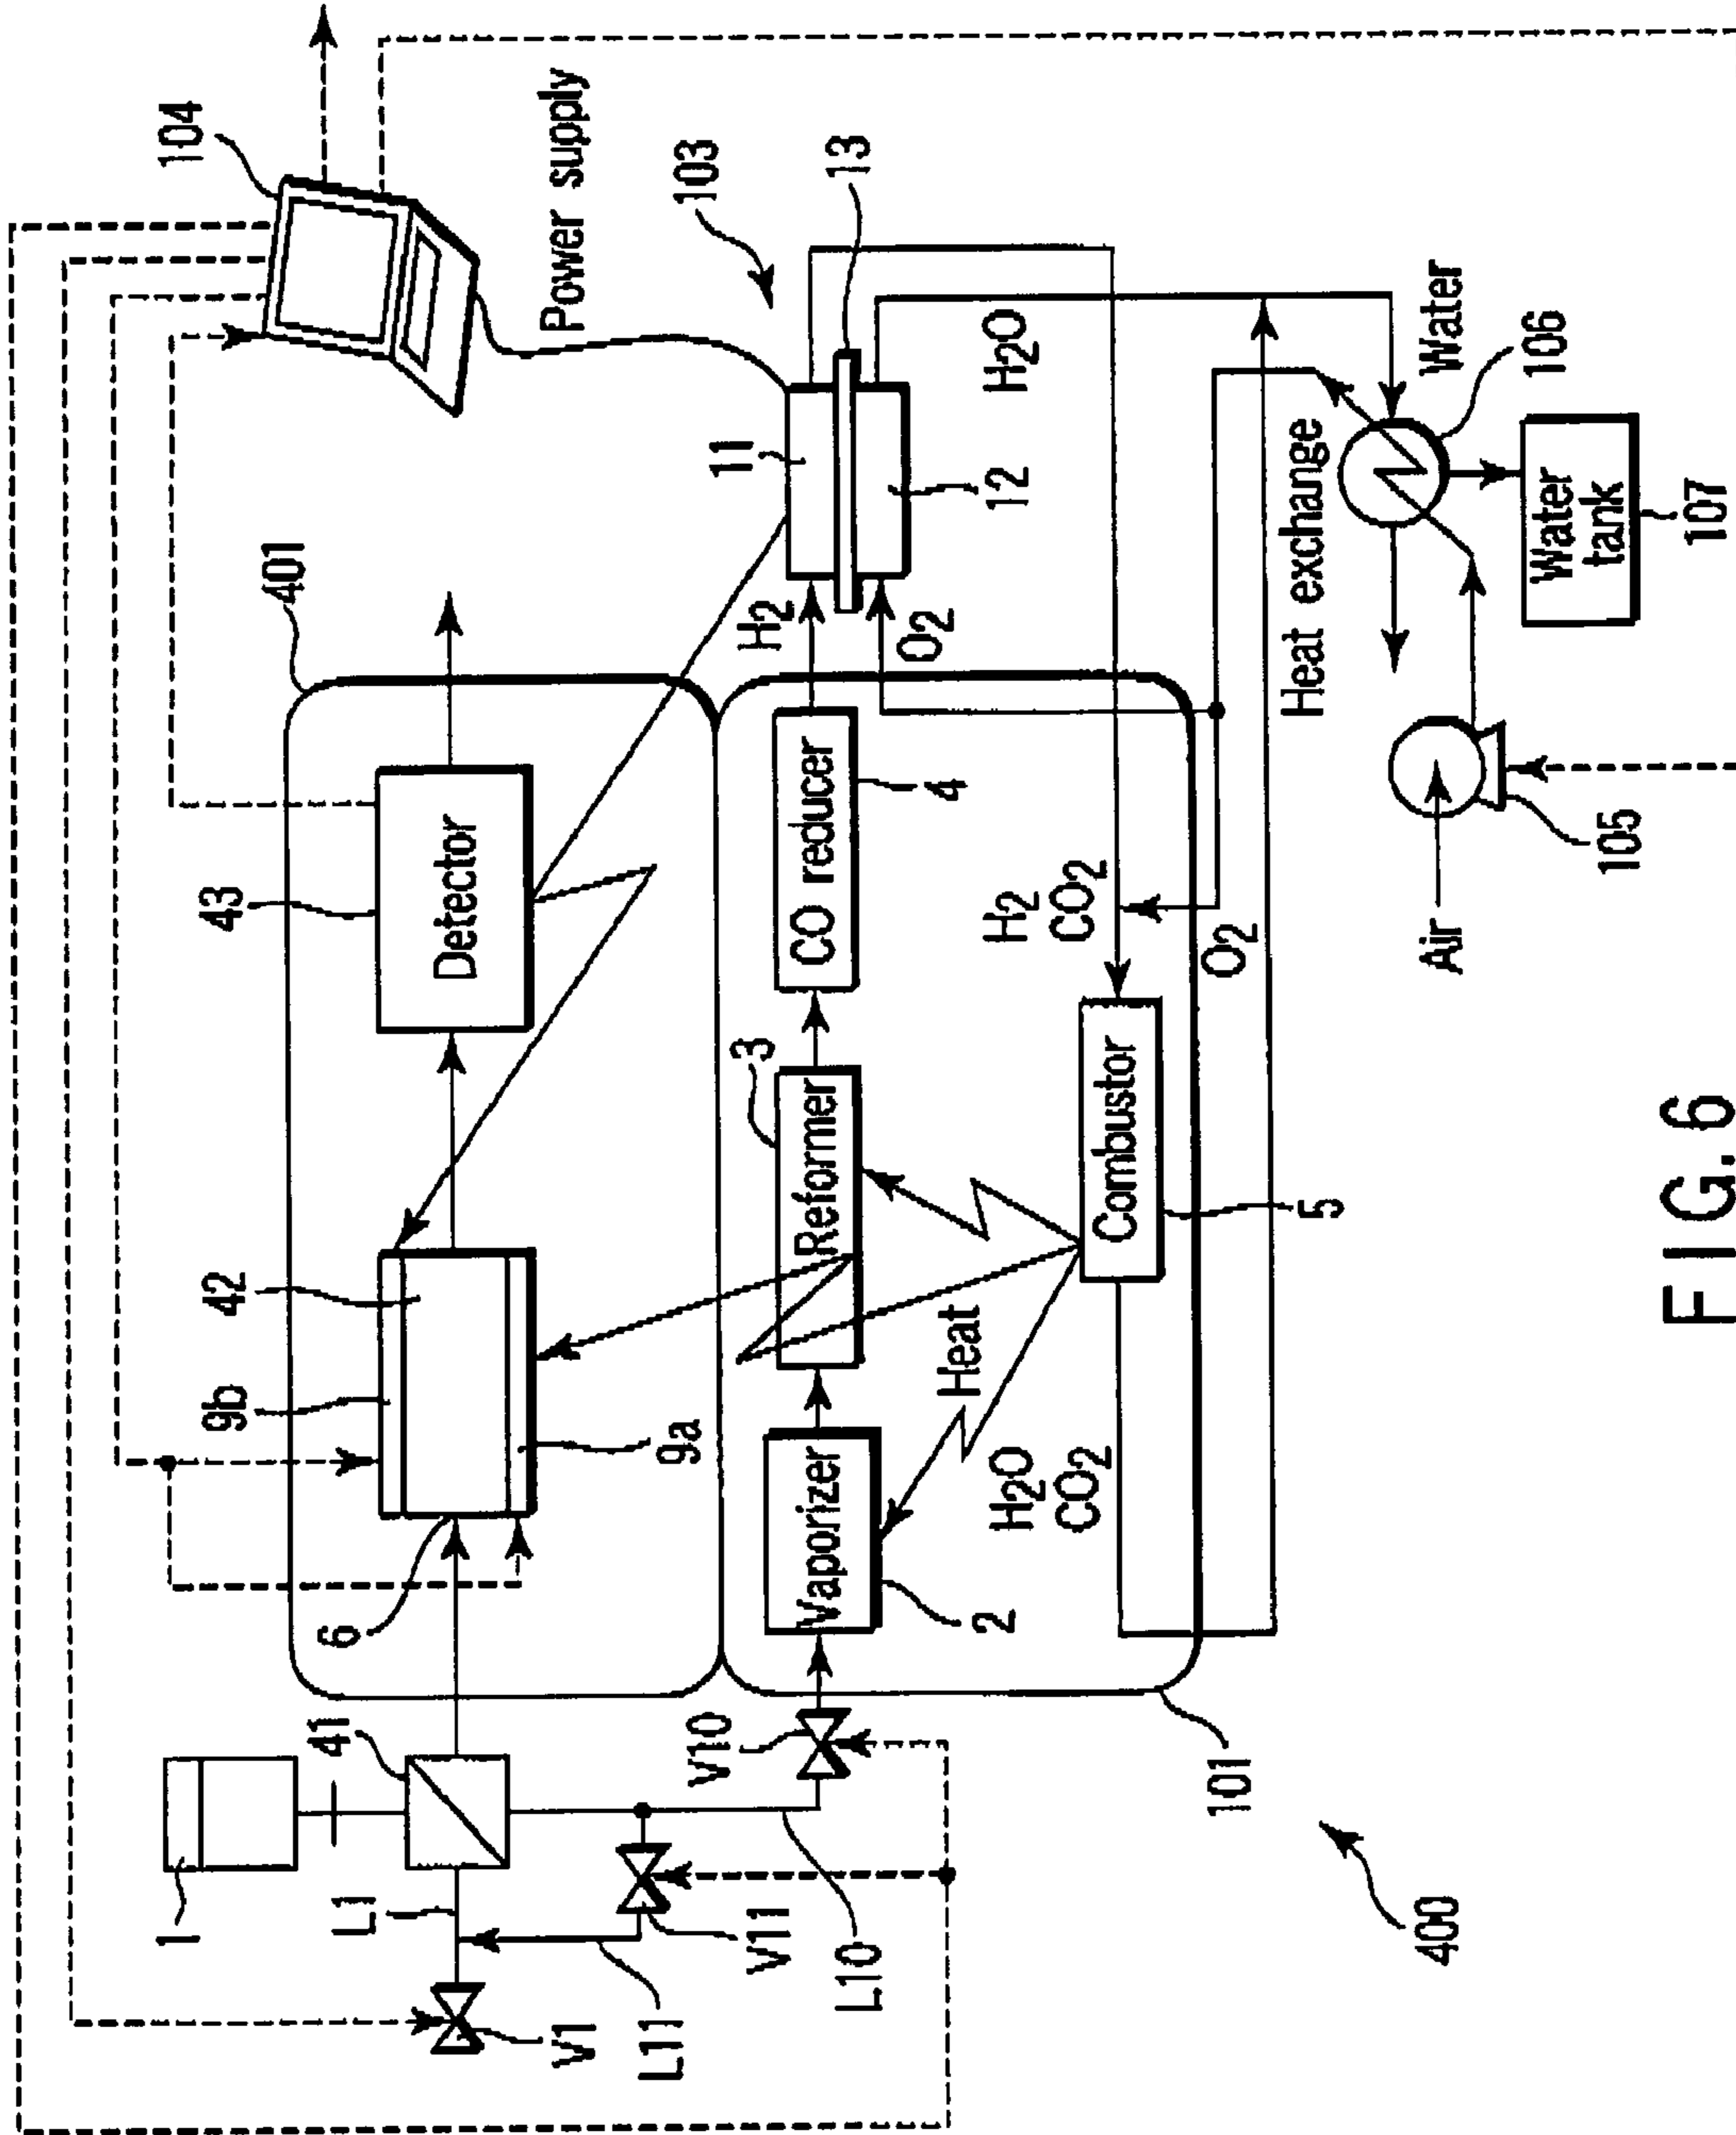 104
Power supply
103
13
11
12
H2O
H2
O2
401
43
Detector
42
9b
9a
6
CO reducer
4
3
Reformer
Vaporizer
2
Heat
H2O
CO2
Combustor
5
H2
CO2
O2
Water
106
Heat exchange
Water
tank
107
Air
105
1
41
L1
V10
V11
L10
V1
L11
101
400
FIG.6